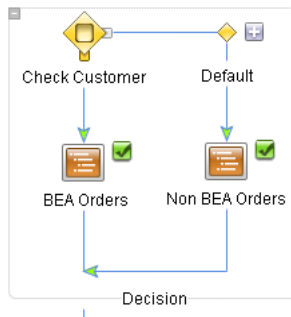 Check Customer
Default
BEA Orders
Non BEA Orders
Decision